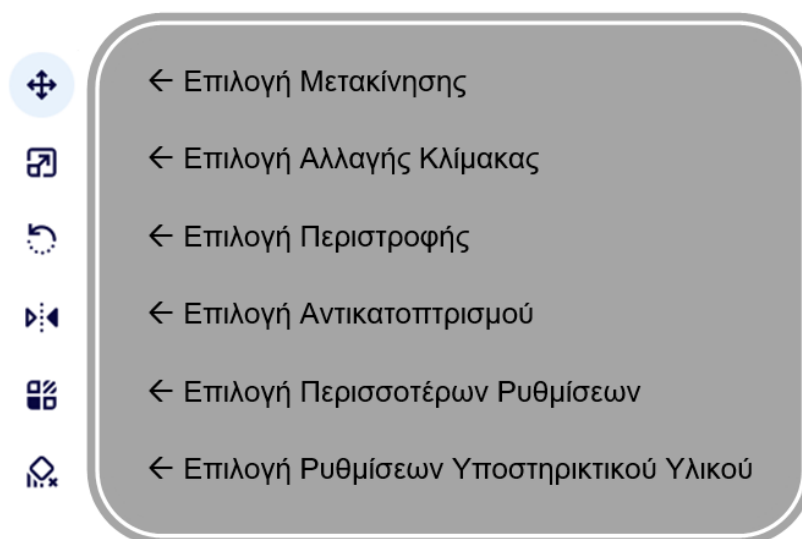 ← Επιλογή Μετακίνησης
← Επιλογή Αλλαγής Κλίμακας
← Επιλογή Περιστροφής
← Επιλογή Αντικατοπτρισμού
← Επιλογή Περισσοτέρων Ρυθμίσεων
← Επιλογή Ρυθμίσεων Υποστηρικτικού Υλικού